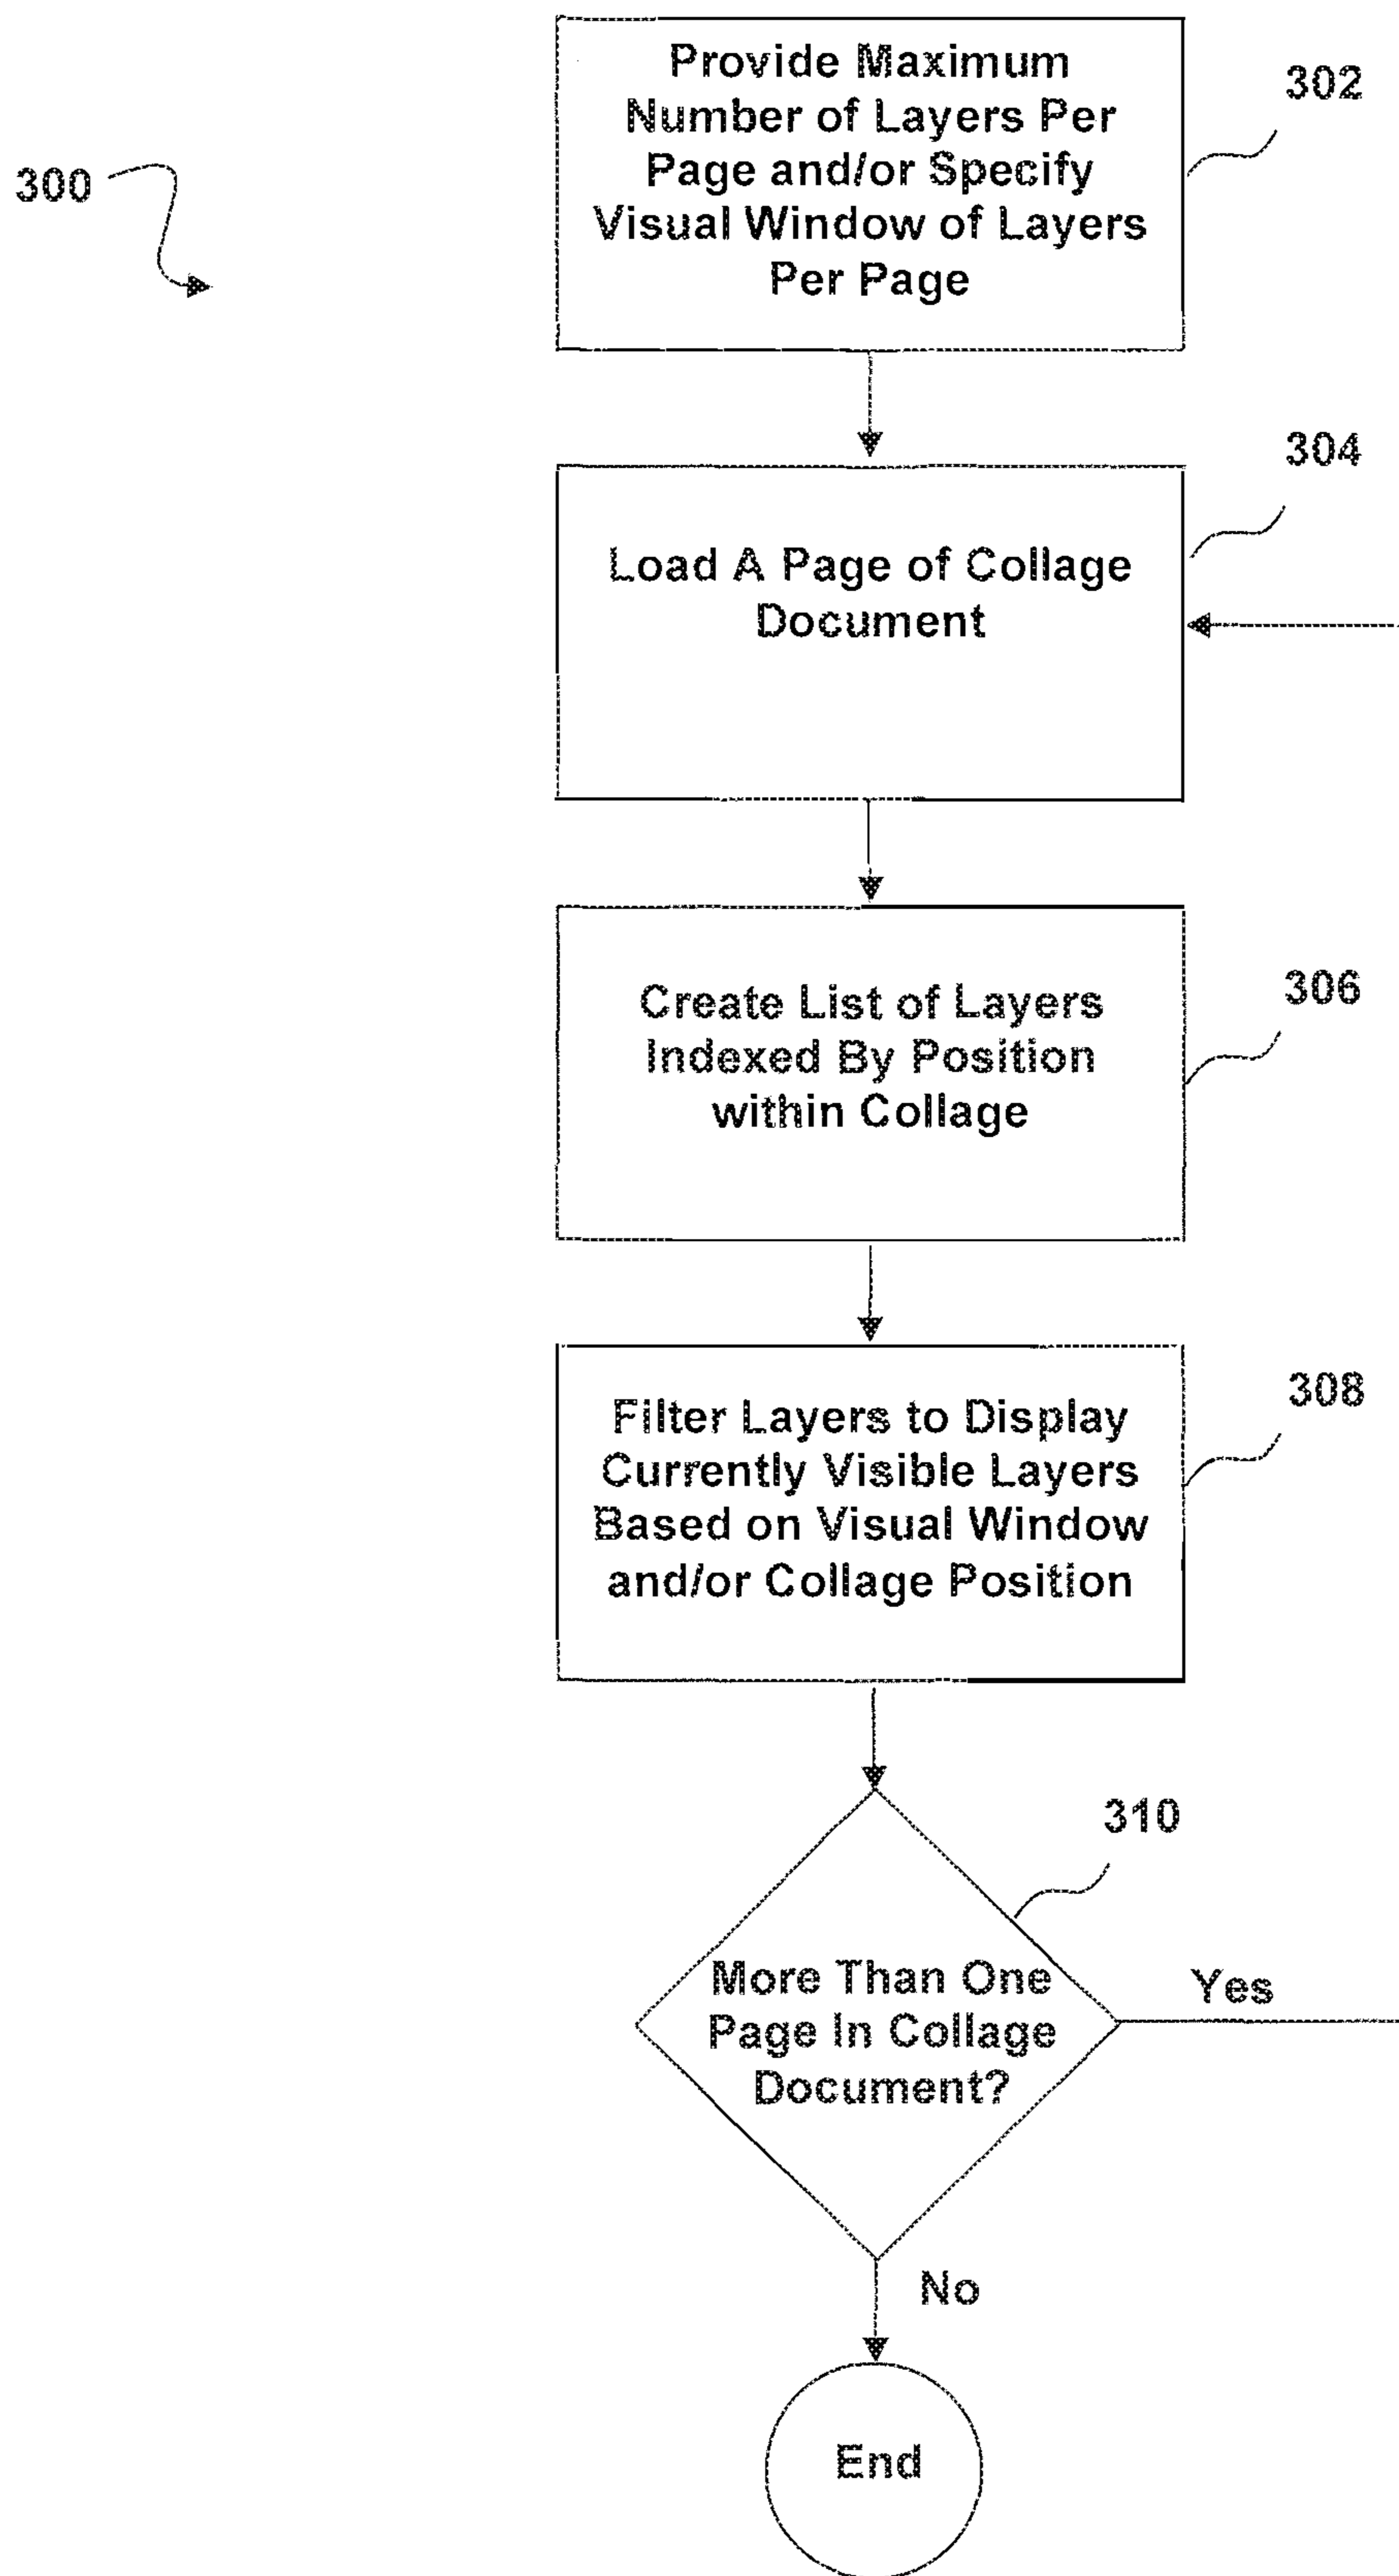 Provide Maximum
Number of Layers Per
Page and/or Specify
Visual Window of Layers
Per Page
302
300
304
Load A Page of Collage
Document
306
Create List of Layers
Indexed By Position
within Collage
308
Filter Layers to Display
Currently Visible Layers
Based on Visual Window
and/or Collage Position
310
More Than One
Page In Collage
Document?
Yes
No
End